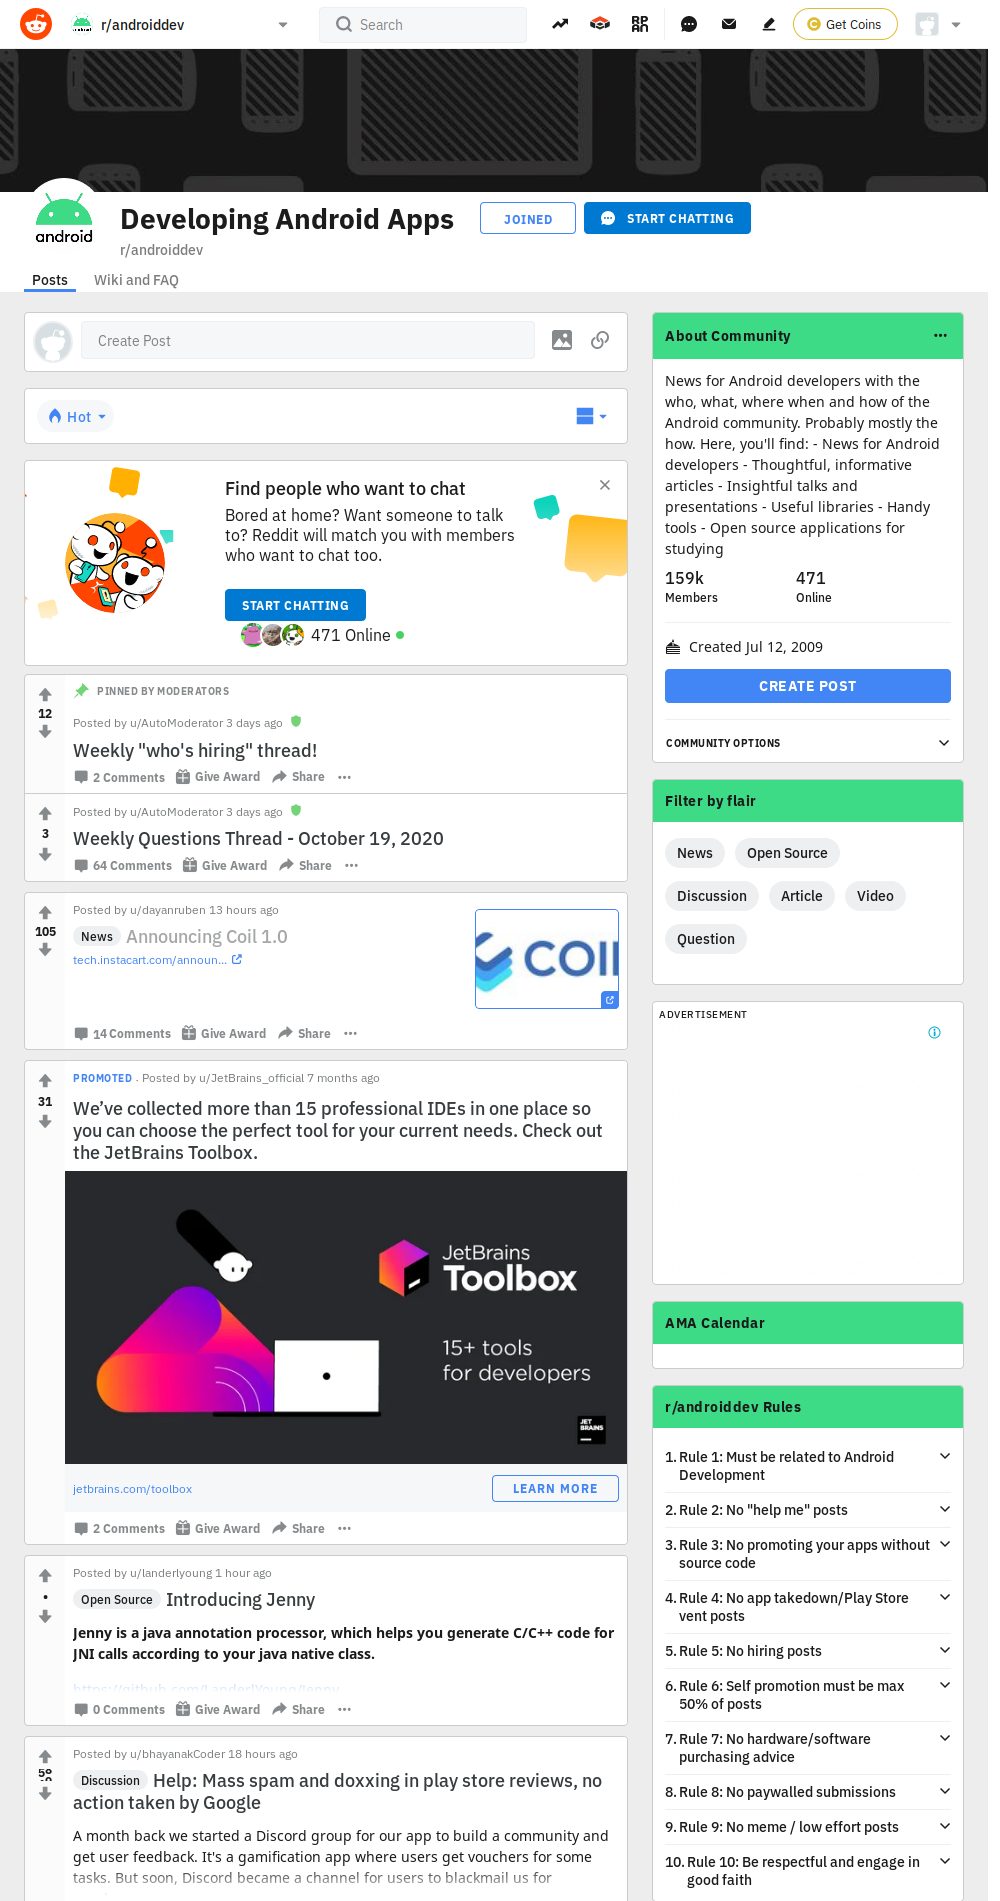 r/androiddev
Search
RPAN
Get Coins
android
Developing Android Apps
JOINED
START CHATTING
r/androiddev
Posts
Wiki and FAQ
Create Post
Hot
Find people who want to chat
Bored at home? Want someone to talk
to? Reddit will match you with members
who want to chat too.
START CHATTING
471 Online
12
PINNED BY MODERATORS
Posted by u/AutoModerator 3 days ago
Weekly "who's hiring" thread!
2 Comments Give Award Share
3
Posted by u/AutoModerator 3 days ago
Weekly Questions Thread - October 19, 2020
64 Comments Give Award Share
105
Posted by u/dayanruben 13 hours ago
News Announcing Coil 1.0
tech.instacart.com/announ...
COIL
14 Comments Give Award Share
31
PROMOTED · Posted by u/JetBrains_official 7 months ago
We’ve collected more than 15 professional IDEs in one place so
you can choose the perfect tool for your current needs. Check out
the JetBrains Toolbox.
JetBrains
Toolbox
15+ tools
for developers
JET
BRAINS
jetbrains.com/toolbox
LEARN MORE
2 Comments Give Award Share
•
Posted by u/landerlyoung 1 hour ago
Open Source Introducing Jenny
Jenny is a java annotation processor, which helps you generate C/C++ code for
JNI calls according to your java native class.
https://github.com/LanderlYoung/Jenny
0 Comments Give Award Share
Posted by u/bhayanakCoder 18 hours ago
Discussion Help: Mass spam and doxxing in play store reviews, no
action taken by Google
A month back we started a Discord group for our app to build a community and
get user feedback. It's a gamification app where users get vouchers for some
tasks. But soon, Discord became a channel for users to blackmail us for
About Community
News for Android developers with the
who, what, where when and how of the
Android community. Probably mostly the
how. Here, you'll find: - News for Android
developers - Thoughtful, informative
articles - Insightful talks and
presentations - Useful libraries - Handy
tools - Open source applications for
studying
159k
Members
471
Online
Created Jul 12, 2009
CREATE POST
COMMUNITY OPTIONS
Filter by flair
News
Open Source
Discussion
Article
Video
Question
ADVERTISEMENT
AMA Calendar
r/androiddev Rules
1. Rule 1: Must be related to Android
Development
2. Rule 2: No "help me" posts
3. Rule 3: No promoting your apps without
source code
4. Rule 4: No app takedown/Play Store
vent posts
5. Rule 5: No hiring posts
6. Rule 6: Self promotion must be max
50% of posts
7. Rule 7: No hardware/software
purchasing advice
8. Rule 8: No paywalled submissions
9. Rule 9: No meme / low effort posts
10. Rule 10: Be respectful and engage in
good faith